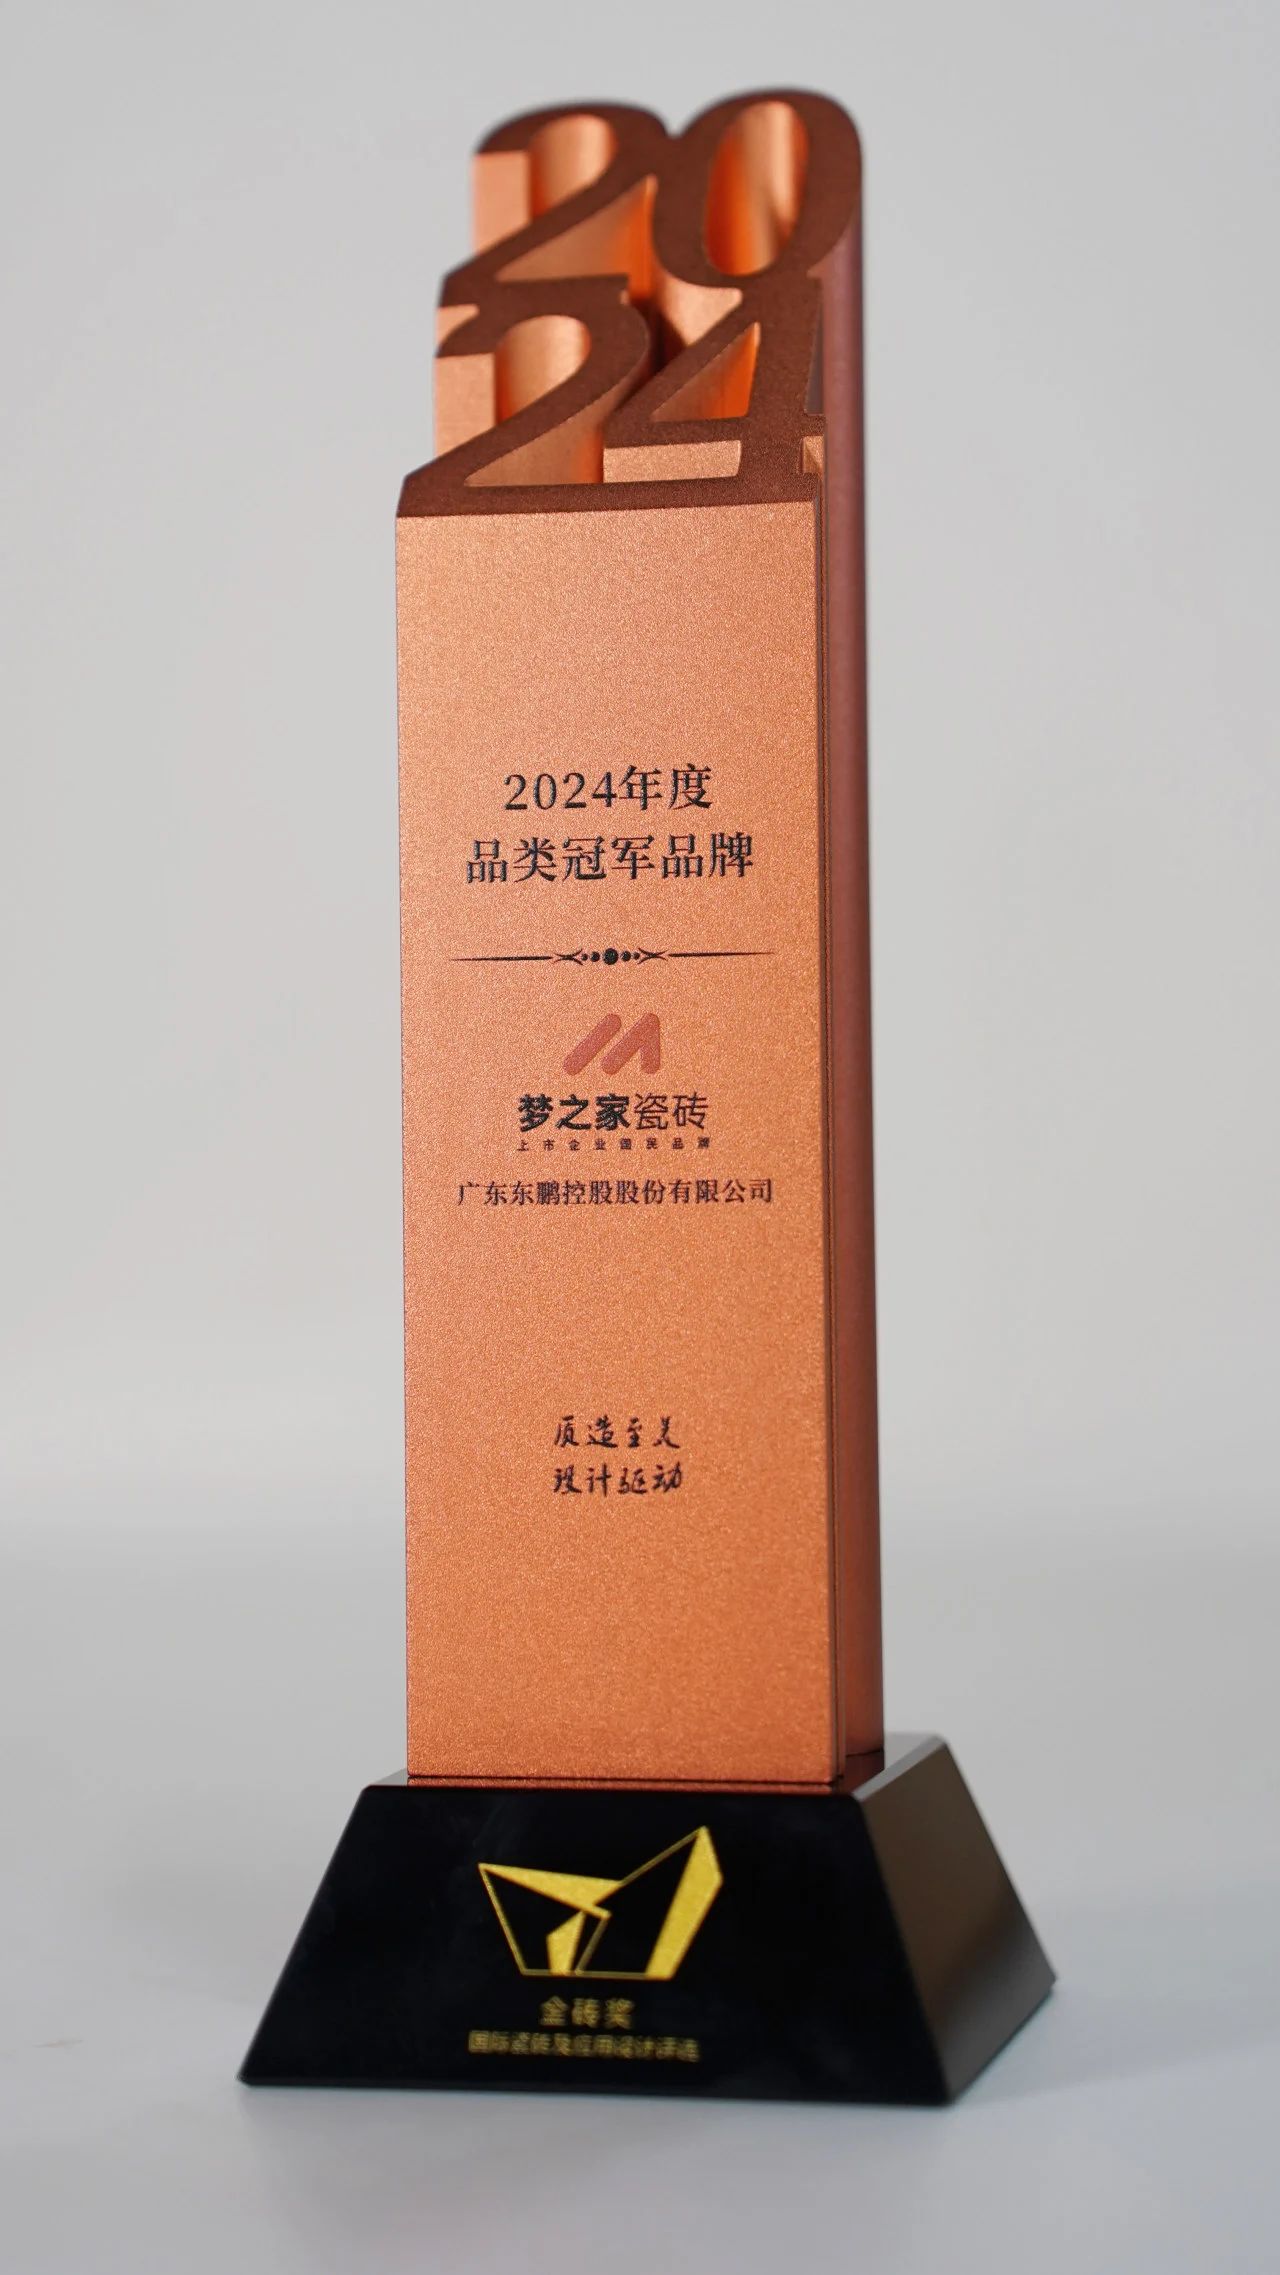 20
24
2024年度
品类冠军品牌
梦之家瓷砖
上市企业国民品牌
广东东鹏控股股份有限公司
质造至美
设计驱动
金砖奖
国际瓷砖及应用设计评选